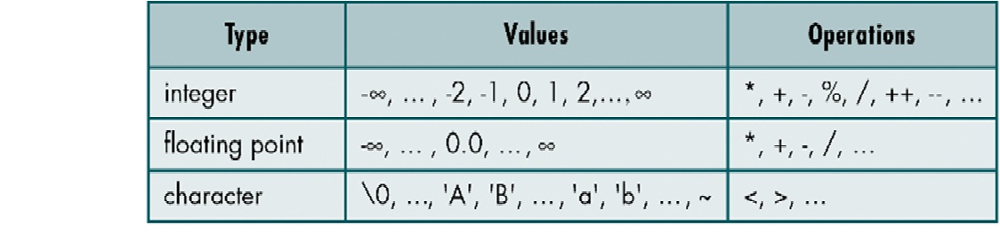 Type Values Operations
integer -∞, ... , -2, -1, 0, 1, 2,..., ∞ *, +, -, %, /, ++, --, ...
floating point -∞, ... , 0.0, ..., ∞ *, +, -, /, ...
character \0, ..., 'A', 'B', ..., 'a', 'b', ..., ~ <, >, ...